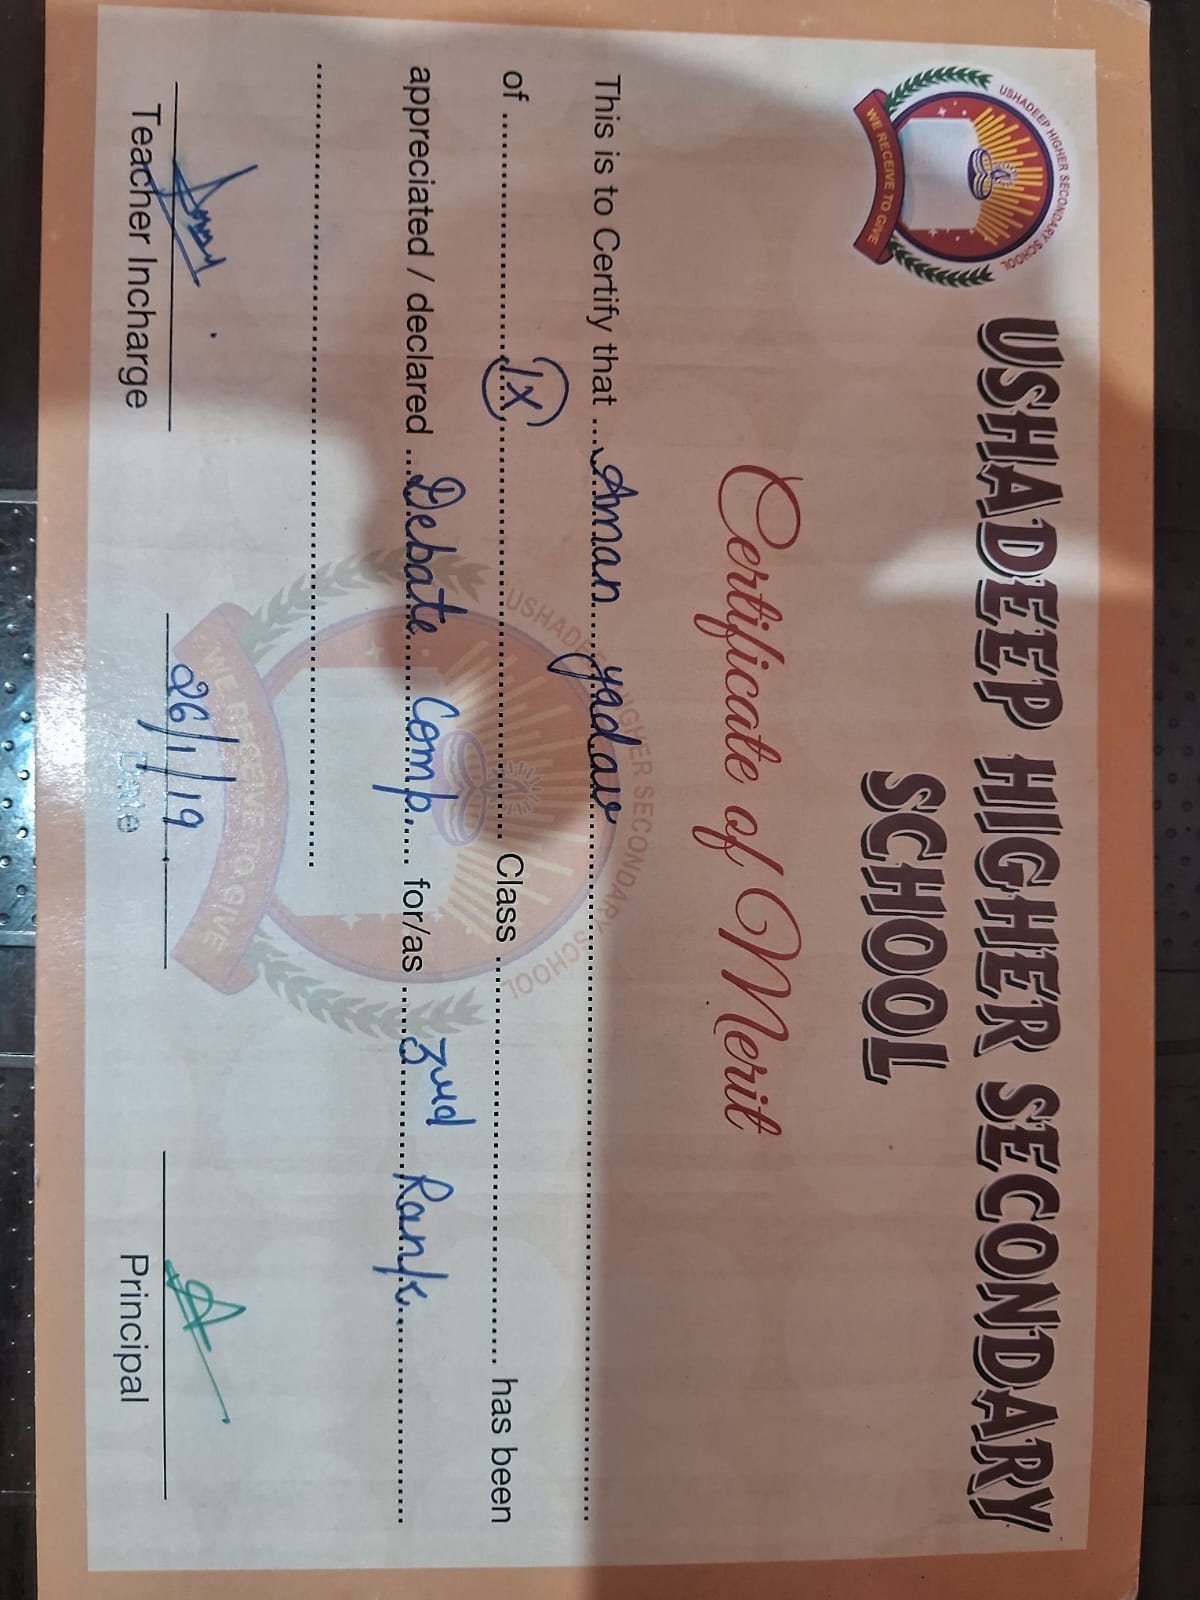 USHADEEP HIGHER SECONDARY SCHOOL
WE RECEIVE TO GIVE
USHADEEP HIGHER SECONDARY
SCHOOL
Certificate of Merit
This is to Certify that ... Aman yadav
of ... IX ... Class ... has been
appreciated / declared ... Debate Comp. ... for/as ... 3rd Rank ...
USHADEEP HIGHER SECONDARY SCHOOL
WE RECEIVE TO GIVE
26/1/19
Teacher Incharge Date Principal